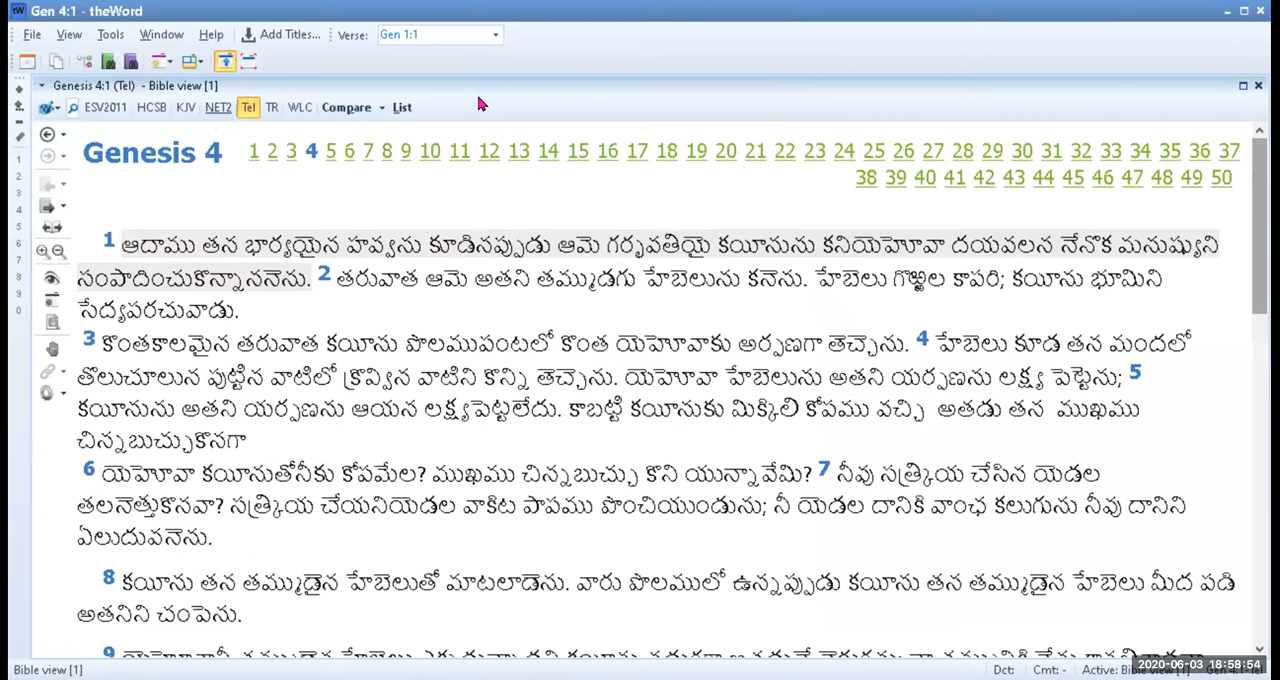 Gen 4:1 - theWord
File View Tools Window Help Add Titles... Verse: Gen 1:1
Genesis 4:1 (Tel) - Bible view [1]
ESV2011 HCSB KJV NET2 Tel TR WLC Compare List
Genesis 4 1 2 3 4 5 6 7 8 9 10 11 12 13 14 15 16 17 18 19 20 21 22 23 24 25 26 27 28 29 30 31 32 33 34 35 36 37
38 39 40 41 42 43 44 45 46 47 48 49 50
1 ఆదాము తన భార్యయైన హవ్వను కూడినప్పుడు ఆమె గర్భవతియై కయీనును కనియెహోవా దయవలన నేనొక మనుష్యుని
సంపాదించుకొన్నాననెను. 2 తరువాత ఆమె అతని తమ్ముడగు హేబెలును కనెను. హేబెలు గొఱ్ఱెల కాపరి; కయీను భూమిని
సేద్యపరచువాడు.
3 కొంతకాలమైన తరువాత కయీను పొలముపంటలో కొంత యెహోవాకు అర్పణగా తెచ్చెను. 4 హేబెలు కూడ తన మందలో
తొలుచూలున పుట్టిన వాటిలో క్రొవ్విన వాటిని కొన్ని తెచ్చెను. యెహోవా హేబెలును అతని యర్పణను లక్ష్య పెట్టెను; 5
కయీనును అతని యర్పణను ఆయన లక్ష్యపెట్టలేదు. కాబట్టి కయీనుకు మిక్కిలి కోపము వచ్చి అతడు తన ముఖము
చిన్నబుచ్చుకొనగా
6 యెహోవా కయీనుతోనీకు కోపమేల? ముఖము చిన్నబుచ్చు కొని యున్నావేమి? 7 నీవు సత్క్రియ చేసిన యెడల
తలనెత్తుకొనవా? సత్క్రియ చేయనియెడల వాకిట పాపము పొంచియుండును; నీ యెడల దానికి వాంఛ కలుగును నీవు దానిని
ఏలుదువనెను.
8 కయీను తన తమ్ముడైన హేబెలుతో మాటలాడెను. వారు పొలములో ఉన్నప్పుడు కయీను తన తమ్ముడైన హేబెలు మీద పడి
అతనిని చంపెను.
9
Bible view [1] Dct: Cmt: - Active: Bible view [1] 2020-06-03 18:58:54